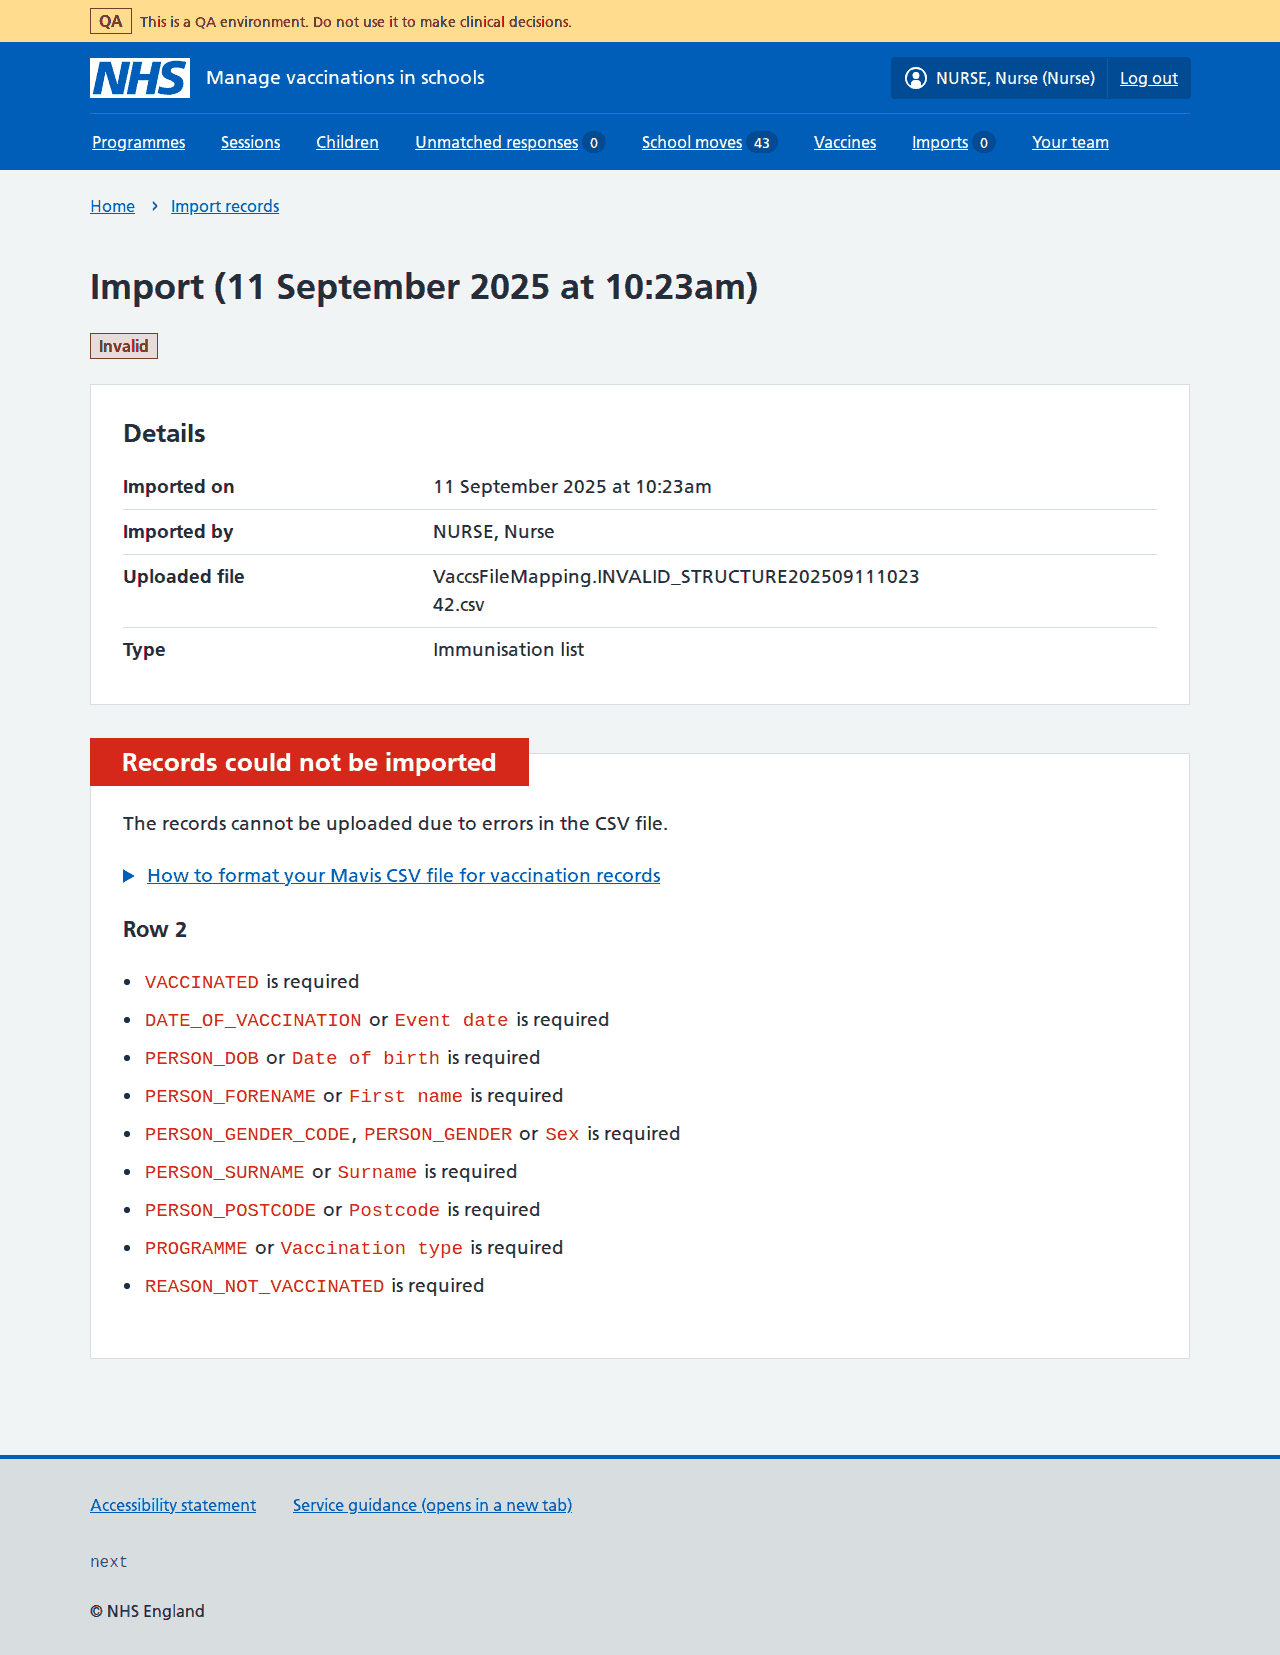 QA This is a QA environment. Do not use it to make clinical decisions.
NHS Manage vaccinations in schools NURSE, Nurse (Nurse) Log out
Programmes Sessions Children Unmatched responses 0 School moves 43 Vaccines Imports 0 Your team
Home › Import records
Import (11 September 2025 at 10:23am)
Invalid
Details
Imported on 11 September 2025 at 10:23am
Imported by NURSE, Nurse
Uploaded file VaccsFileMapping.INVALID_STRUCTURE202509111023
42.csv
Type Immunisation list
Records could not be imported
The records cannot be uploaded due to errors in the CSV file.
How to format your Mavis CSV file for vaccination records
Row 2
• VACCINATED is required
• DATE_OF_VACCINATION or Event date is required
• PERSON_DOB or Date of birth is required
• PERSON_FORENAME or First name is required
• PERSON_GENDER_CODE, PERSON_GENDER or Sex is required
• PERSON_SURNAME or Surname is required
• PERSON_POSTCODE or Postcode is required
• PROGRAMME or Vaccination type is required
• REASON_NOT_VACCINATED is required
Accessibility statement Service guidance (opens in a new tab)
next
© NHS England